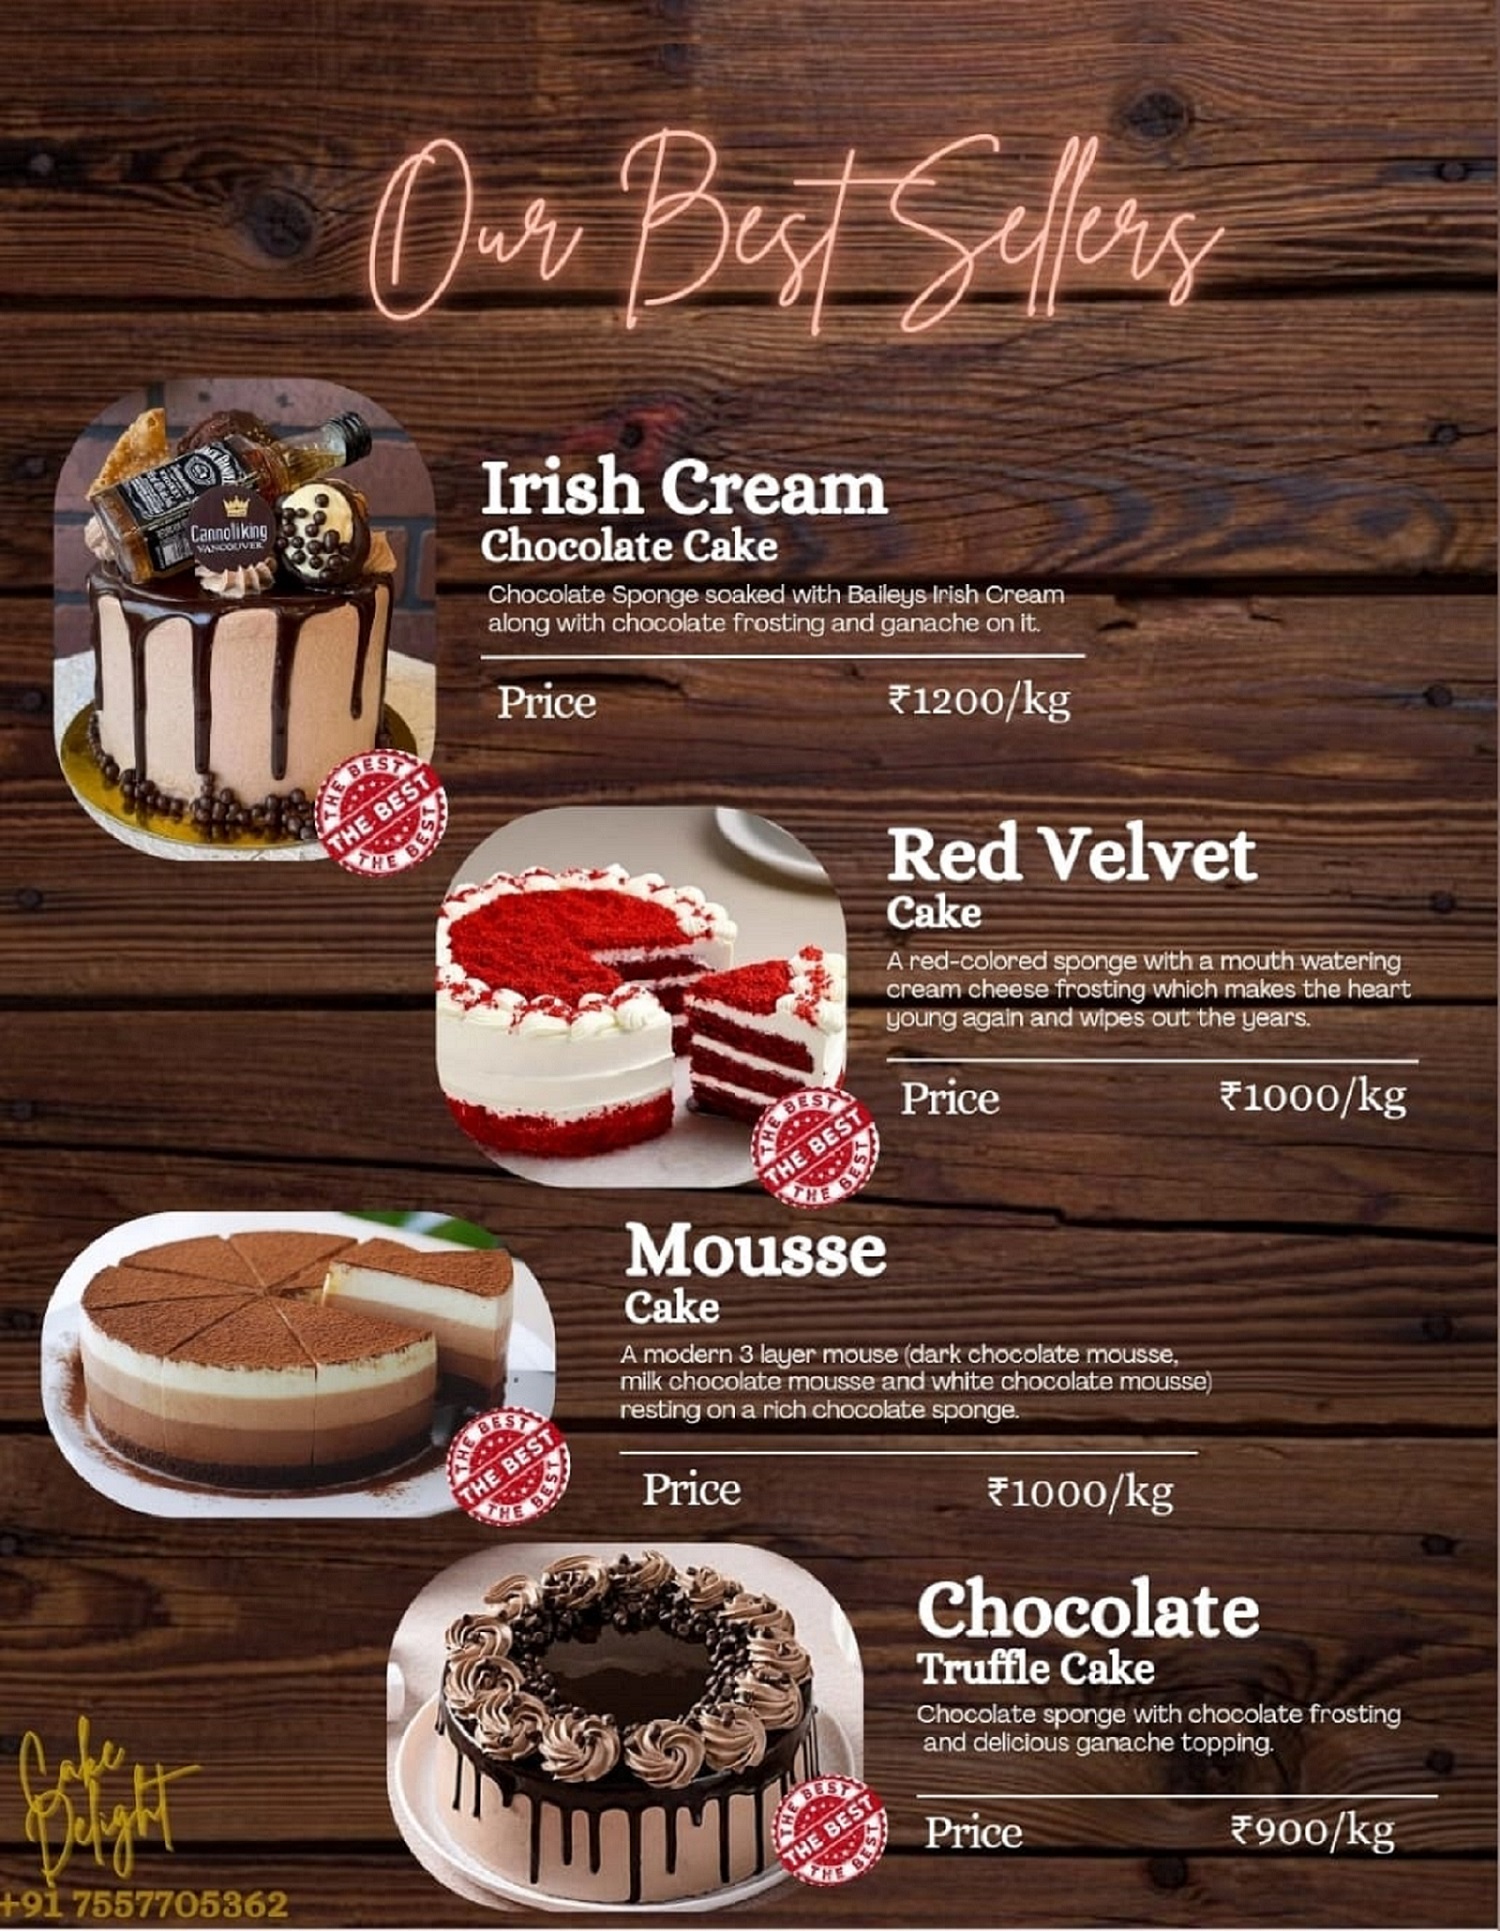 Our Best Sellers
JACK DANIEL'S
Cannoli king
VANCOUVER
Irish Cream
Chocolate Cake
Chocolate Sponge soaked with Baileys Irish Cream
along with chocolate frosting and ganache on it.
Price ₹1200/kg
THE BEST
THE BEST
THE BEST
Red Velvet
Cake
A red-colored sponge with a mouth watering
cream cheese frosting which makes the heart
young again and wipes out the years.
Price ₹1000/kg
THE BEST
THE BEST
THE BEST
Mousse
Cake
A modern 3 layer mouse (dark chocolate mousse,
milk chocolate mousse and white chocolate mousse)
resting on a rich chocolate sponge.
Price ₹1000/kg
THE BEST
THE BEST
THE BEST
Chocolate
Truffle Cake
Chocolate sponge with chocolate frosting
and delicious ganache topping.
Price ₹900/kg
THE BEST
THE BEST
THE BEST
Cake
Delight
+91 7557705362